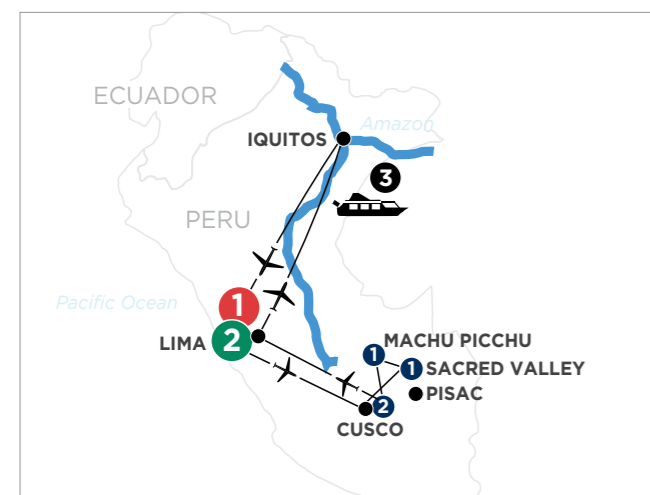 ECUADOR
Amazon
IQUITOS
3
PERU
Pacific Ocean
1
2
LIMA
MACHU PICCHU
1
1
SACRED VALLEY
PISAC
2
CUSCO